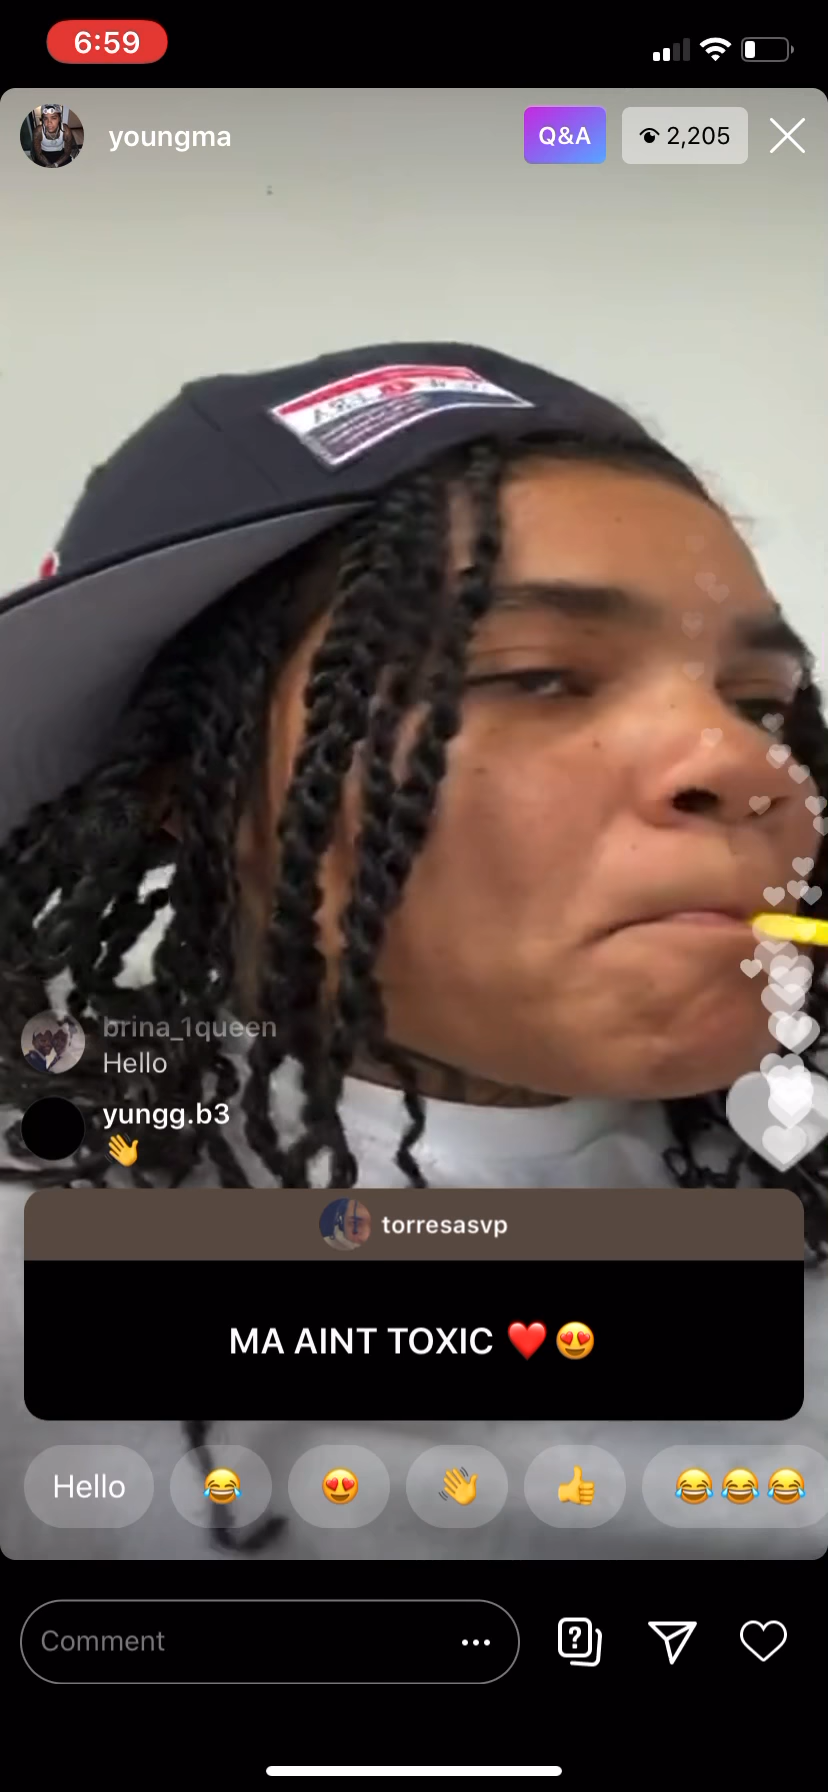 6:59
youngma
Q&A
2,205
brina_1queen
Hello
yungg.b3
👋
torresasvp
MA AINT TOXIC ❤️😍
Hello 😂 😍 👋 👍 😂😂😂
Comment